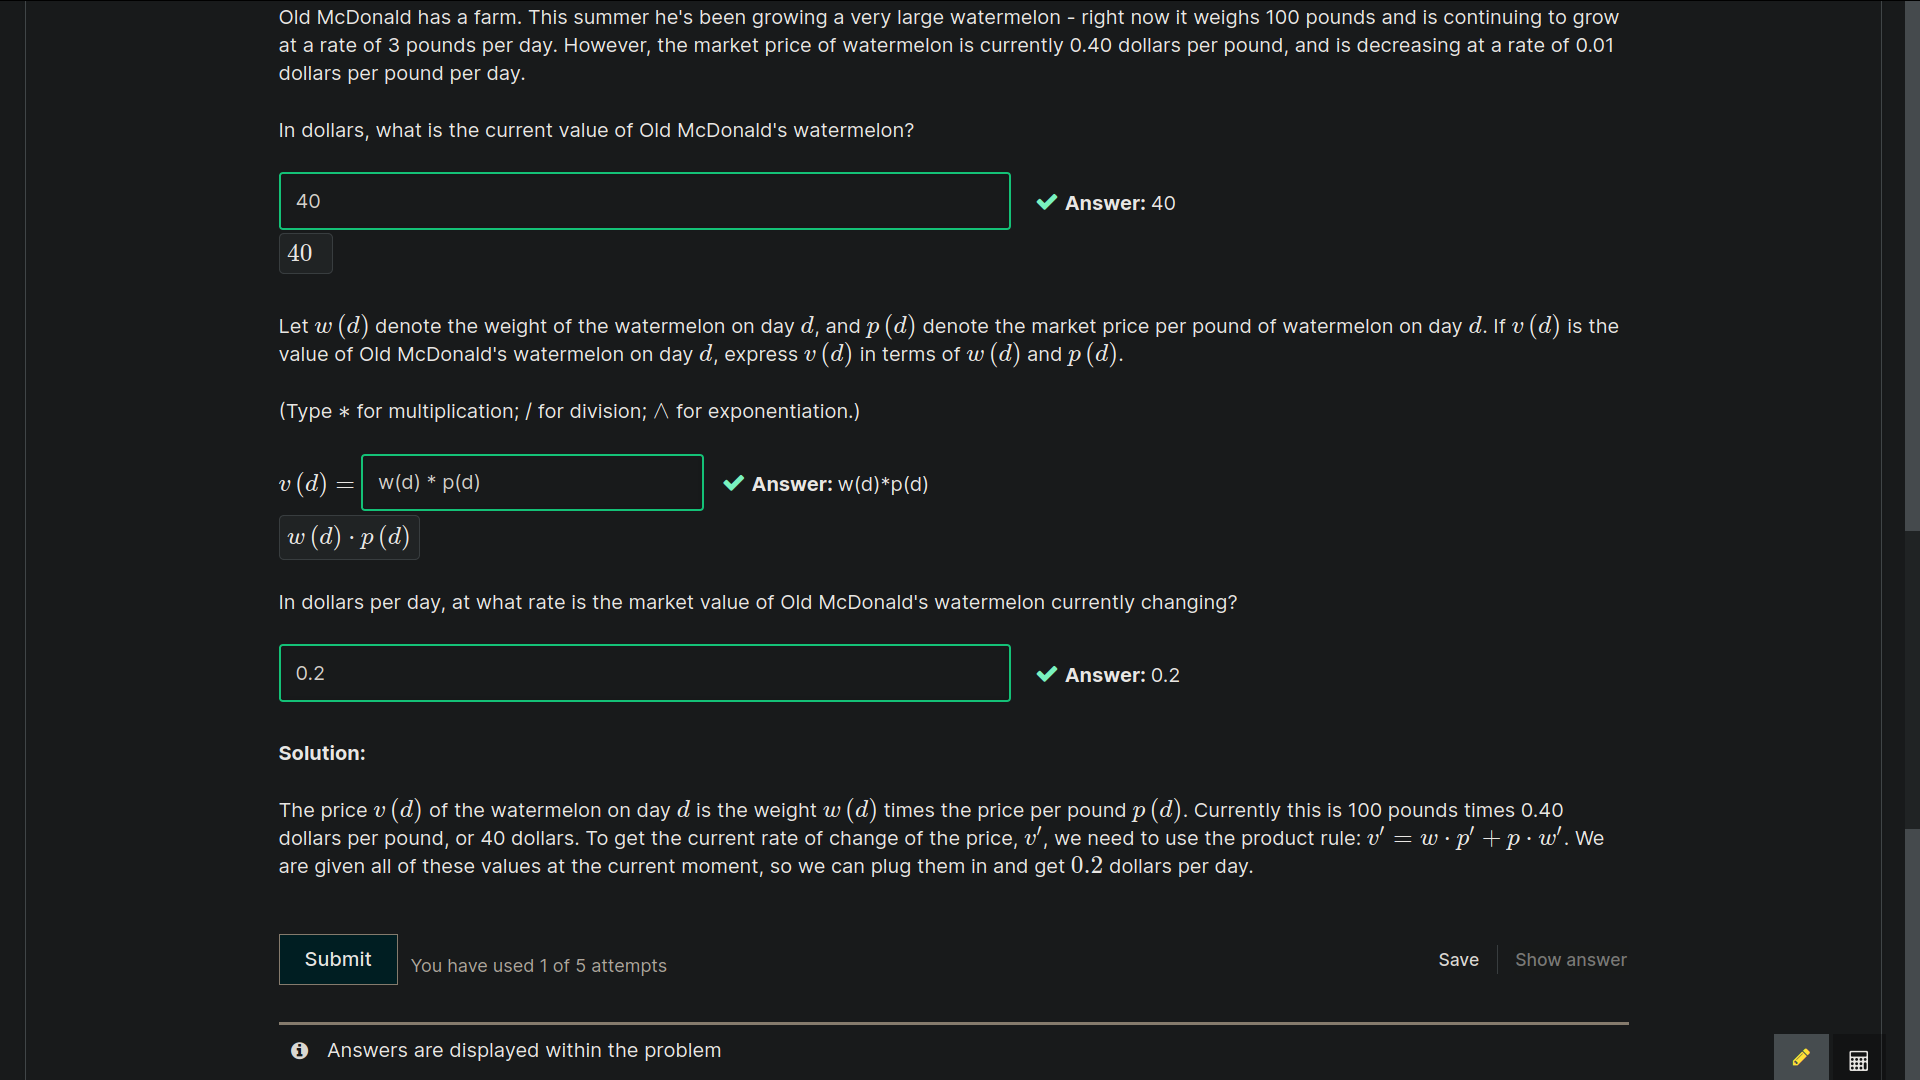 Old McDonald has a farm. This summer he's been growing a very large watermelon - right now it weighs 100 pounds and is continuing to grow
at a rate of 3 pounds per day. However, the market price of watermelon is currently 0.40 dollars per pound, and is decreasing at a rate of 0.01
dollars per pound per day.
In dollars, what is the current value of Old McDonald's watermelon?
40
Answer: 40
40
Let w (d) denote the weight of the watermelon on day d, and p (d) denote the market price per pound of watermelon on day d. If v (d) is the
value of Old McDonald's watermelon on day d, express v (d) in terms of w (d) and p (d).
(Type ∗ for multiplication; / for division; ∧ for exponentiation.)
v (d) = w(d) * p(d)
Answer: w(d)*p(d)
w (d) · p (d)
In dollars per day, at what rate is the market value of Old McDonald's watermelon currently changing?
0.2
Answer: 0.2
Solution:
The price v (d) of the watermelon on day d is the weight w (d) times the price per pound p (d). Currently this is 100 pounds times 0.40
dollars per pound, or 40 dollars. To get the current rate of change of the price, v′, we need to use the product rule: v′ = w · p′ + p · w′. We
are given all of these values at the current moment, so we can plug them in and get 0.2 dollars per day.
Submit
You have used 1 of 5 attempts
Save
Show answer
Answers are displayed within the problem